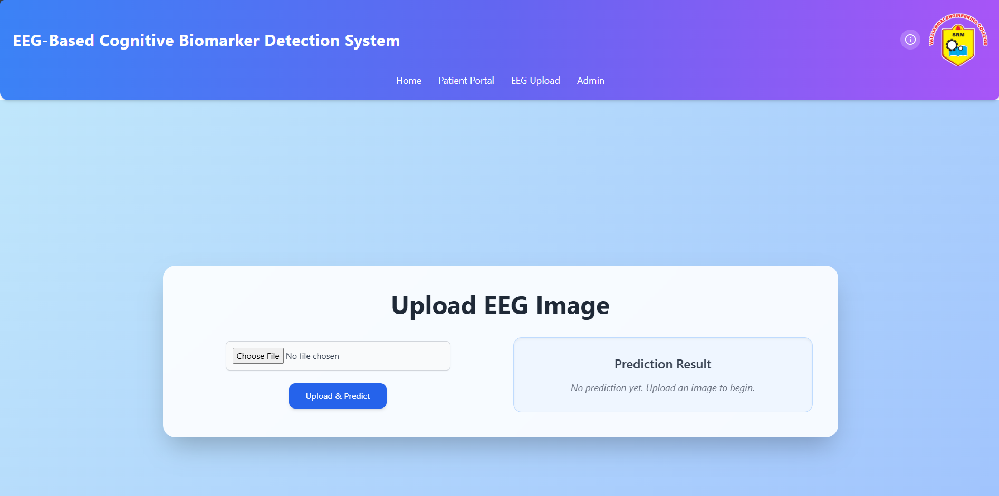 EEG-Based Cognitive Biomarker Detection System
VALLIAMMAI ENGINEERING COLLEGE
SRM
Home Patient Portal EEG Upload Admin
Upload EEG Image
Choose File No file chosen
Upload & Predict
Prediction Result
No prediction yet. Upload an image to begin.